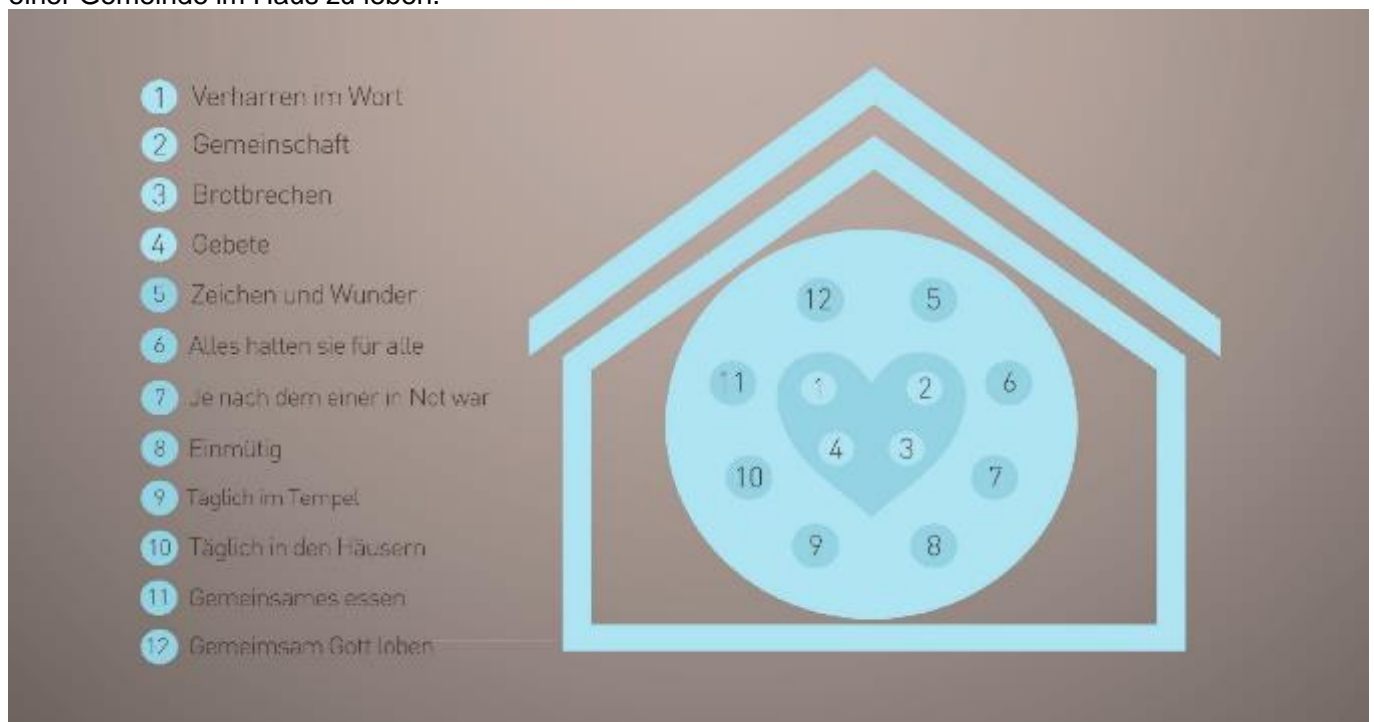 einer Gemeinde im Haus zu leben.
1 Verharren im Wort
2 Gemeinschaft
3 Brotbrechen
4 Gebete
5 Zeichen und Wunder
6 Alles hatten sie für alle
7 Je nach dem einer in Not war
8 Einmütig
9 Täglich im Tempel
10 Täglich in den Häusern
11 Gemeinsames essen
12 Gemeimsam Gott loben
12 5
11 1 2 6
4 3
10 7
9 8